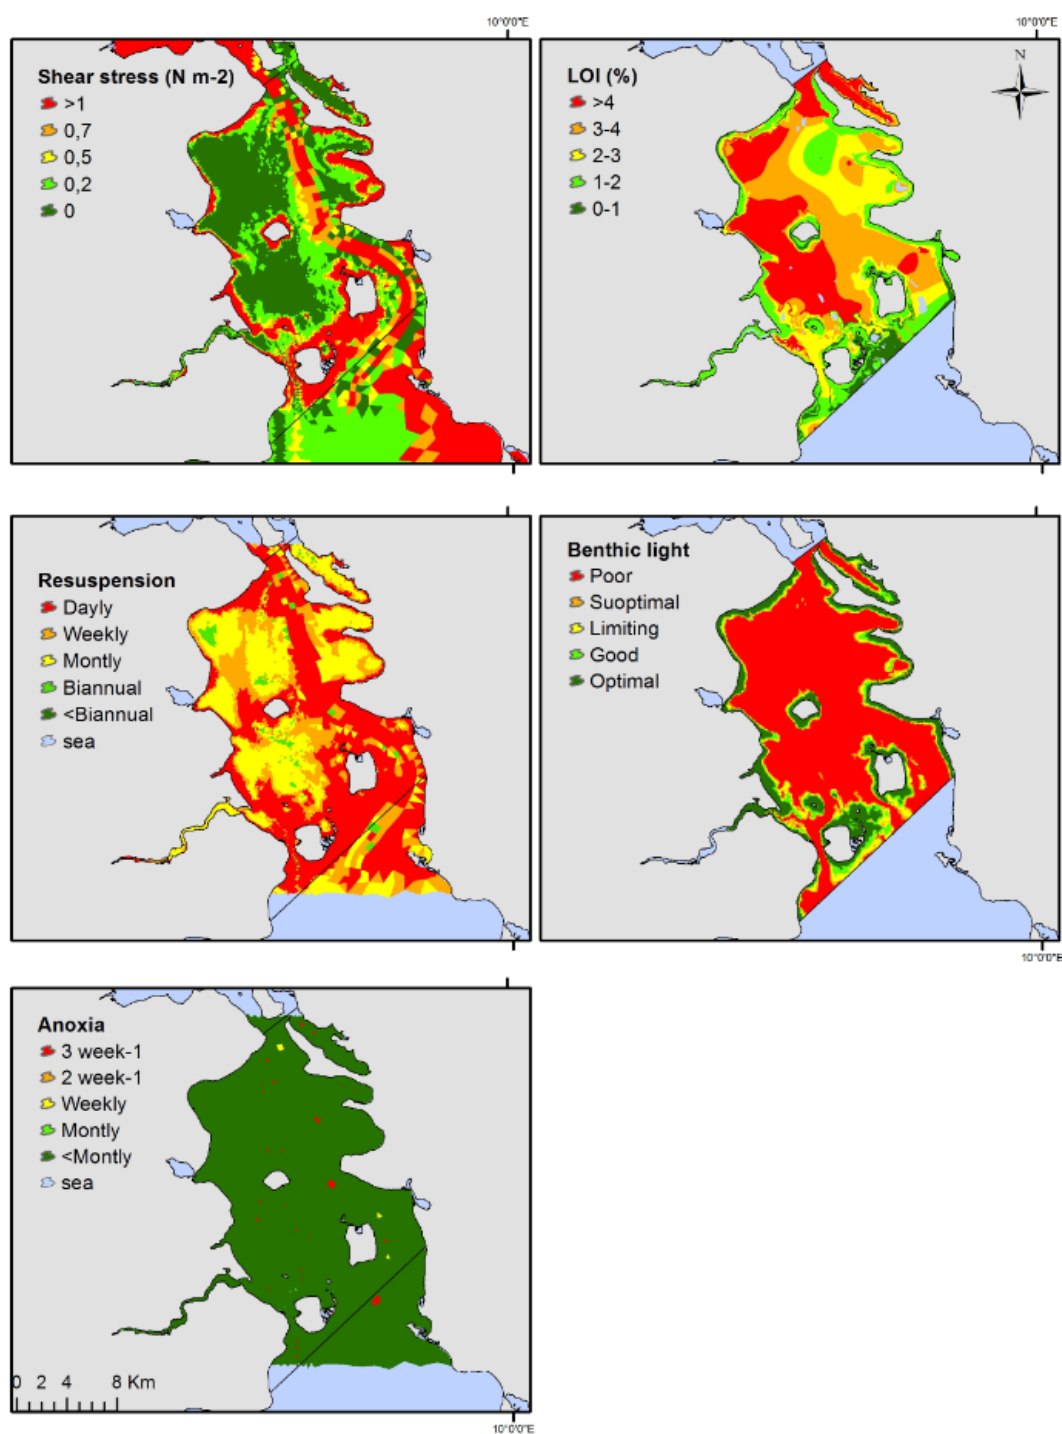 10°0'0"E
10°0'0"E
Shear stress (N m-2)
>1
0,7
0,5
0,2
0
LOI (%)
>4
3-4
2-3
1-2
0-1
N
Resuspension
Dayly
Weekly
Montly
Biannual
<Biannual
sea
Benthic light
Poor
Suoptimal
Limiting
Good
Optimal
10°0'0"E
Anoxia
3 week-1
2 week-1
Weekly
Montly
<Montly
sea
0 2 4 8 Km
10°0'0"E